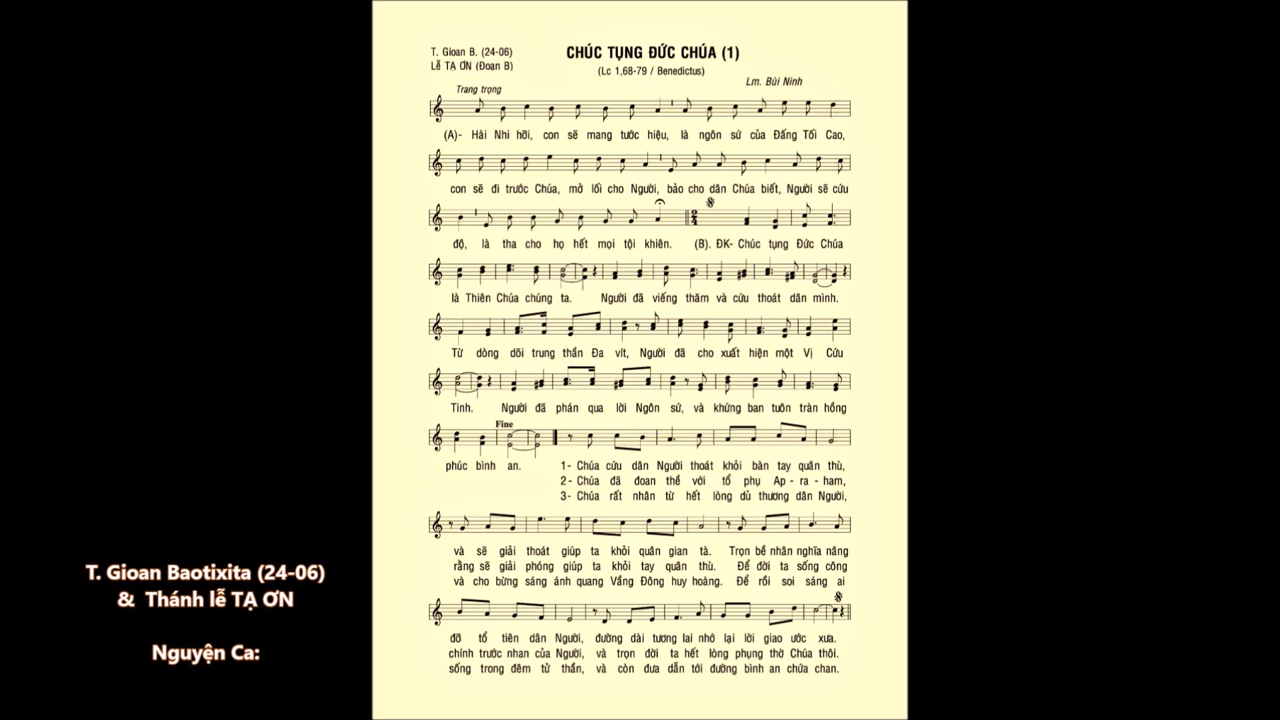 T. Gioan B. (24-06)
LỄ TẠ ƠN (Đoạn B)
CHÚC TỤNG ĐỨC CHÚA (1)
(Lc 1,68-79 / Benedictus)
Lm. Bùi Ninh
Trang trọng
(A)- Hài Nhi hỡi, con sẽ mang tước hiệu, là ngôn sứ của Đấng Tối Cao,
con sẽ đi trước Chúa, mở lối cho Người, bảo cho dân Chúa biết, Người sẽ cứu
độ, là tha cho họ hết mọi tội khiên. (B). ĐK- Chúc tụng Đức Chúa
là Thiên Chúa chúng ta. Người đã viếng thăm và cứu thoát dân mình.
Từ dòng dõi trung thần Đa vít, Người đã cho xuất hiện một Vị Cứu
Tinh. Người đã phán qua lời Ngôn sứ, và khứng ban tuôn tràn hồng
Fine
phúc bình an. 1- Chúa cứu dân Người thoát khỏi bàn tay quân thù,
2- Chúa đã đoan thề với tổ phụ Ap - ra - ham,
3- Chúa rất nhân từ hết lòng dủ thương dân Người,
và sẽ giải thoát giúp ta khỏi quân gian tà. Trọn bề nhân nghĩa nâng
rằng sẽ giải phóng giúp ta khỏi tay quân thù. Để đời ta sống công
và cho bừng sáng ánh quang Vầng Đông huy hoàng. Để rồi soi sáng ai
đỡ tổ tiên dân Người, đường dài tương lai nhớ lại lời giao ước xưa.
chính trước nhan của Người, và trọn đời ta hết lòng phụng thờ Chúa thôi.
sống trong đêm tử thần, và còn đưa dẫn tới đường bình an chứa chan.
T. Gioan Baotixita (24-06)
& Thánh lễ TẠ ƠN
Nguyện Ca: